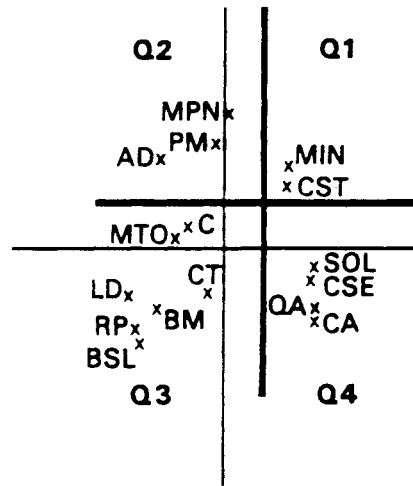 Q2 Q1
MPN
PM
AD
MIN
CST
C
MTO
SOL
CT
CSE
LD
QA
BM
CA
RP
BSL
Q3 Q4